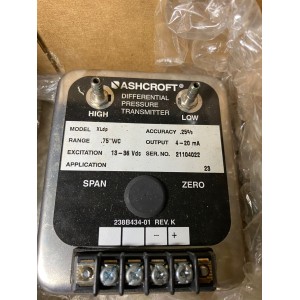 ASHCROFT®
DIFFERENTIAL
PRESSURE
TRANSMITTER
HIGH LOW
MODEL XLdp ACCURACY .25%
RANGE .75"WC OUTPUT 4-20 mA
EXCITATION 13-36 Vdc SER. NO. 21104022
APPLICATION 23
SPAN ZERO
238B434-01 REV. K
- +